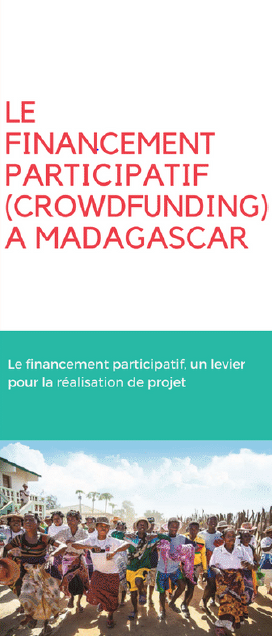 LE
FINANCEMENT
PARTICIPATIF
(CROWDFUNDING)
A MADAGASCAR
Le financement participatif, un levier
pour la réalisation de projet